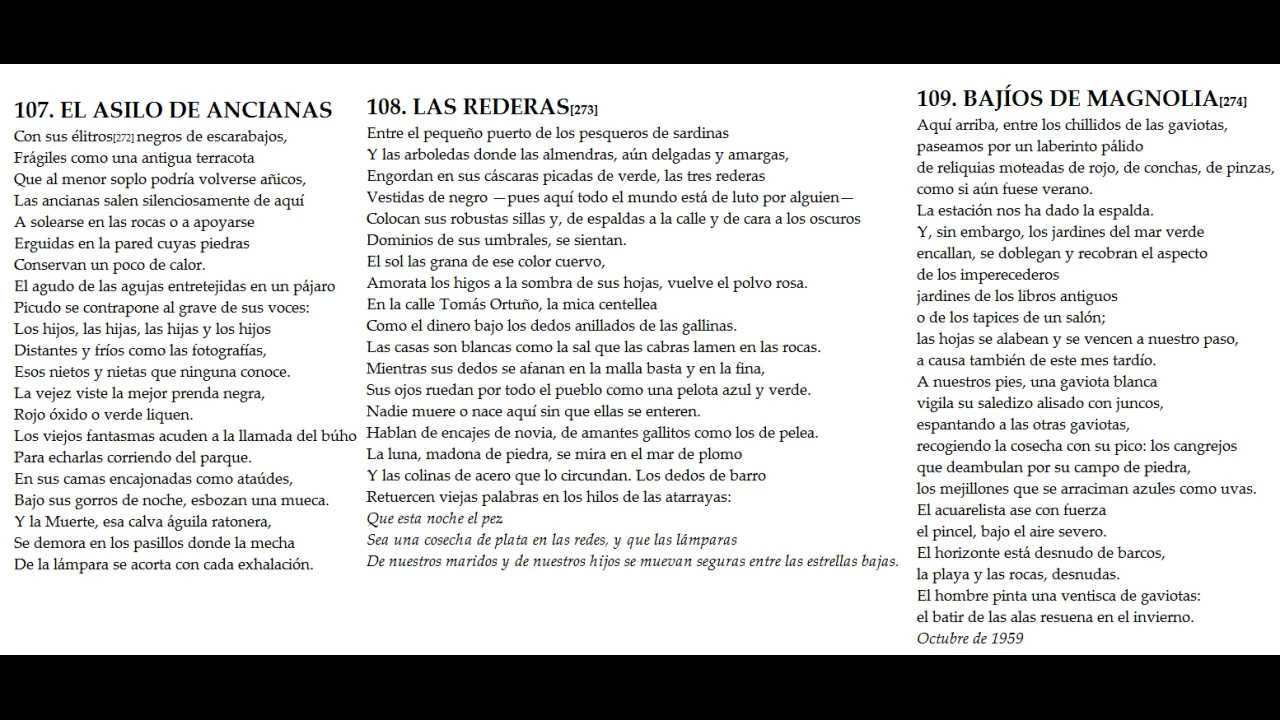 107. EL ASILO DE ANCIANAS
Con sus élitros[272] negros de escarabajos,
Frágiles como una antigua terracota
Que al menor soplo podría volverse añicos,
Las ancianas salen silenciosamente de aquí
A solearse en las rocas o a apoyarse
Erguidas en la pared cuyas piedras
Conservan un poco de calor.
El agudo de las agujas entretejidas en un pájaro
Picudo se contrapone al grave de sus voces:
Los hijos, las hijas, las hijas y los hijos
Distantes y fríos como las fotografías,
Esos nietos y nietas que ninguna conoce.
La vejez viste la mejor prenda negra,
Rojo óxido o verde liquen.
Los viejos fantasmas acuden a la llamada del búho
Para echarlas corriendo del parque.
En sus camas encajonadas como ataúdes,
Bajo sus gorros de noche, esbozan una mueca.
Y la Muerte, esa calva águila ratonera,
Se demora en los pasillos donde la mecha
De la lámpara se acorta con cada exhalación.
108. LAS REDERAS[273]
Entre el pequeño puerto de los pesqueros de sardinas
Y las arboledas donde las almendras, aún delgadas y amargas,
Engordan en sus cáscaras picadas de verde, las tres rederas
Vestidas de negro —pues aquí todo el mundo está de luto por alguien—
Colocan sus robustas sillas y, de espaldas a la calle y de cara a los oscuros
Dominios de sus umbrales, se sientan.
El sol las grana de ese color cuervo,
Amorata los higos a la sombra de sus hojas, vuelve el polvo rosa.
En la calle Tomás Ortuño, la mica centellea
Como el dinero bajo los dedos anillados de las gallinas.
Las casas son blancas como la sal que las cabras lamen en las rocas.
Mientras sus dedos se afanan en la malla basta y en la fina,
Sus ojos ruedan por todo el pueblo como una pelota azul y verde.
Nadie muere o nace aquí sin que ellas se enteren.
Hablan de encajes de novia, de amantes gallitos como los de pelea.
La luna, madona de piedra, se mira en el mar de plomo
Y las colinas de acero que lo circundan. Los dedos de barro
Retuercen viejas palabras en los hilos de las atarrayas:
Que esta noche el pez
Sea una cosecha de plata en las redes, y que las lámparas
De nuestros maridos y de nuestros hijos se muevan seguras entre las estrellas bajas.
109. BAJÍOS DE MAGNOLIA[274]
Aquí arriba, entre los chillidos de las gaviotas,
paseamos por un laberinto pálido
de reliquias moteadas de rojo, de conchas, de pinzas,
como si aún fuese verano.
La estación nos ha dado la espalda.
Y, sin embargo, los jardines del mar verde
encallan, se doblegan y recobran el aspecto
de los imperecederos
jardines de los libros antiguos
o de los tapices de un salón;
las hojas se alabean y se vencen a nuestro paso,
a causa también de este mes tardío.
A nuestros pies, una gaviota blanca
vigila su saledizo alisado con juncos,
espantando a las otras gaviotas,
recogiendo la cosecha con su pico: los cangrejos
que deambulan por su campo de piedra,
los mejillones que se arraciman azules como uvas.
El acuarelista ase con fuerza
el pincel, bajo el aire severo.
El horizonte está desnudo de barcos,
la playa y las rocas, desnudas.
El hombre pinta una ventisca de gaviotas:
el batir de las alas resuena en el invierno.
Octubre de 1959